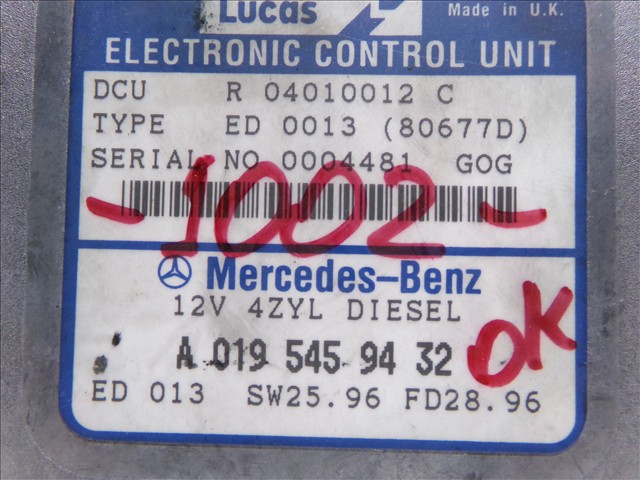 Lucas Made in U.K.
ELECTRONIC CONTROL UNIT
DCU R 04010012 C
TYPE ED 0013 (80677D)
SERIAL NO 0004481 GOG
-1002-
Mercedes-Benz
12V 4ZYL DIESEL
A 019 545 94 32
OK
ED 013 SW25.96 FD28.96